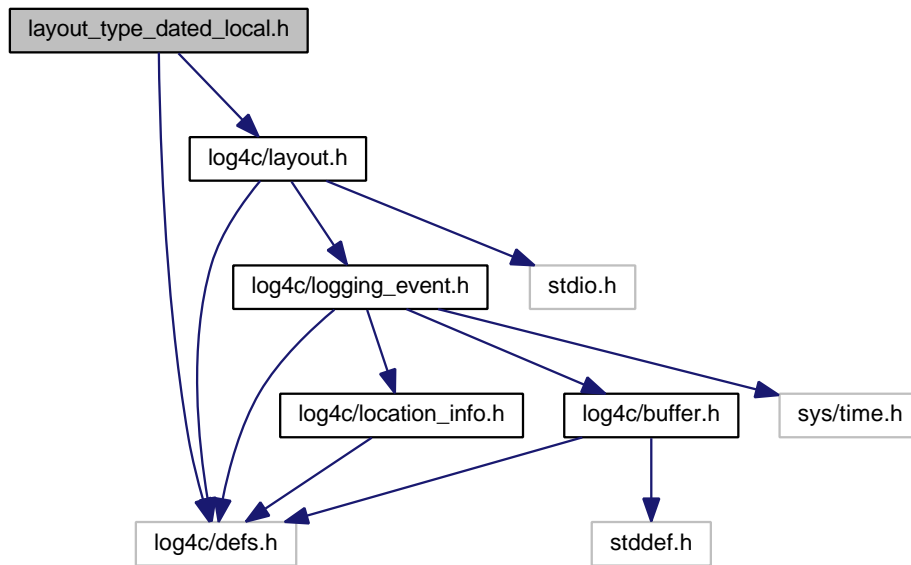 layout_type_dated_local.h
log4c/layout.h
log4c/logging_event.h
stdio.h
log4c/location_info.h
log4c/buffer.h
sys/time.h
log4c/defs.h
stddef.h